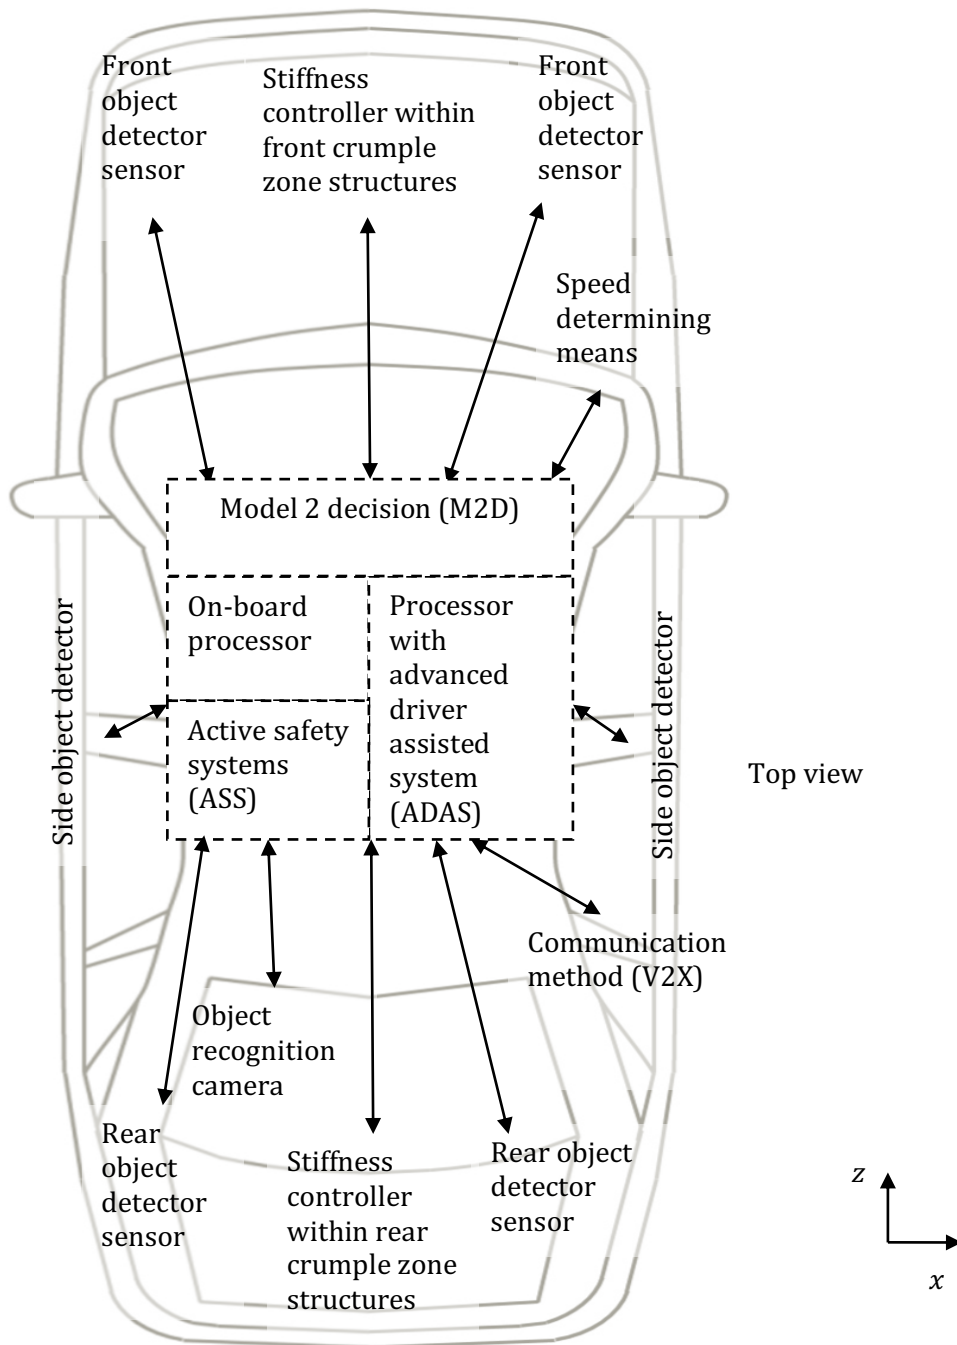 Front
object
detector
sensor
Stiffness
controller within
front crumple
zone structures
Front
object
detector
sensor
Speed
determining
means
Model 2 decision (M2D)
On-board
processor
Processor
with
advanced
driver
assisted
system
(ADAS)
Active safety
systems
(ASS)
Side object detector
Side object detector
Top view
Communication
method (V2X)
Object
recognition
camera
Rear
object
detector
sensor
Stiffness
controller
within rear
crumple zone
structures
Rear object
detector
sensor
z
x